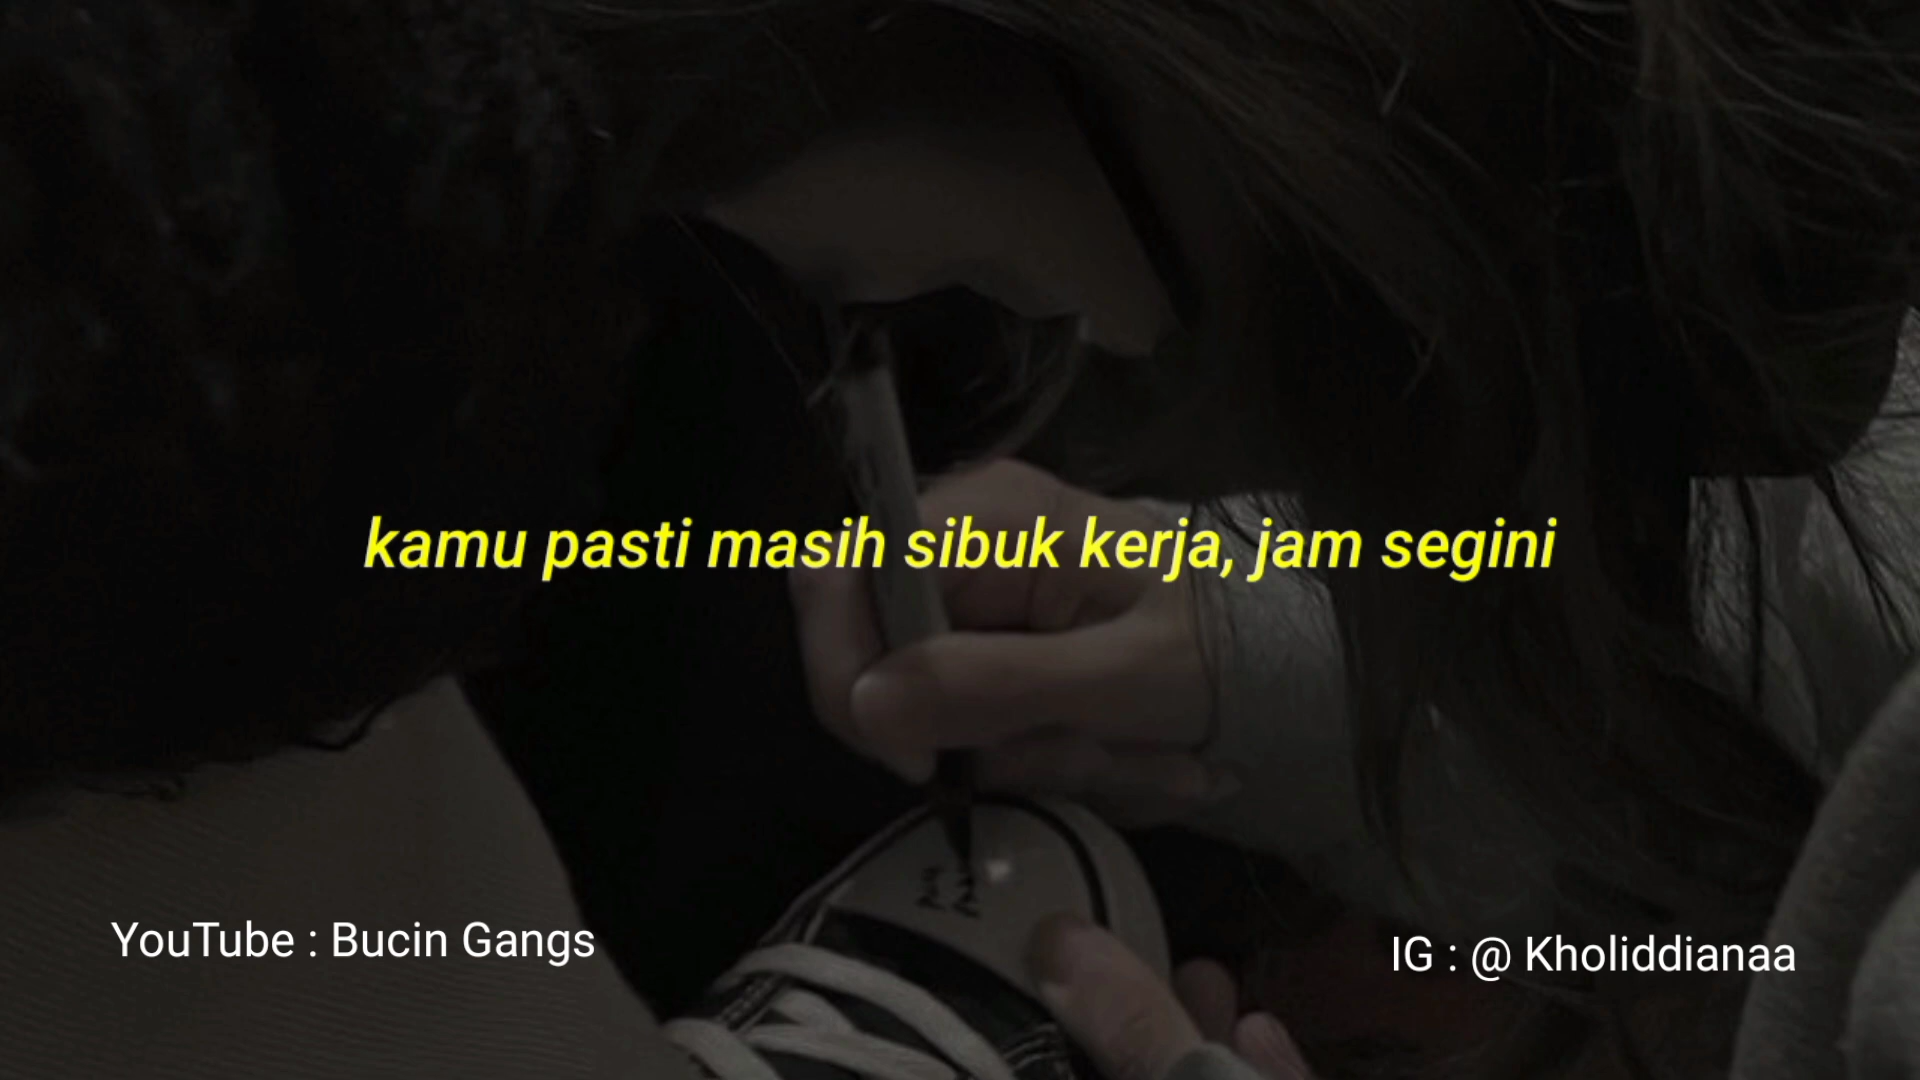 kamu pasti masih sibuk kerja, jam segini
YouTube : Bucin Gangs
IG : @ Kholiddianaa